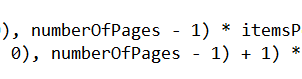 ), numberOfPages - 1) * itemsP
0), numberOfPages - 1) + 1) *